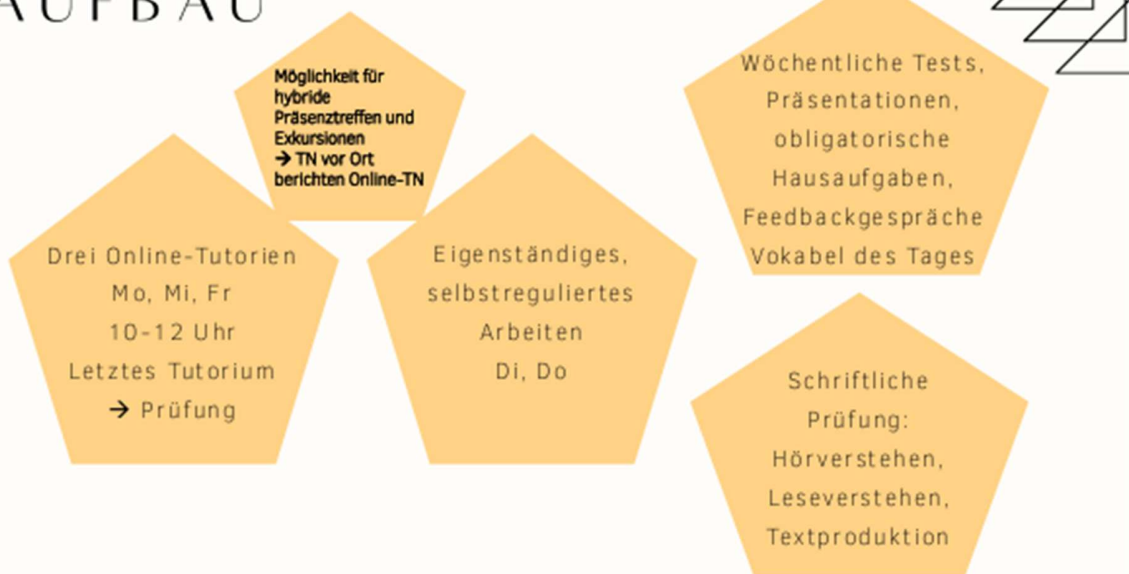 AUFBAU
Möglichkeit für
hybride
Präsenztreffen und
Exkursionen
→ TN vor Ort
berichten Online-TN
Drei Online-Tutorien
Mo, Mi, Fr
10-12 Uhr
Letztes Tutorium
→ Prüfung
Eigenständiges,
selbstreguliertes
Arbeiten
Di, Do
Wöchentliche Tests,
Präsentationen,
obligatorische
Hausaufgaben,
Feedbackgespräche
Vokabel des Tages
Schriftliche
Prüfung:
Hörverstehen,
Leseverstehen,
Textproduktion